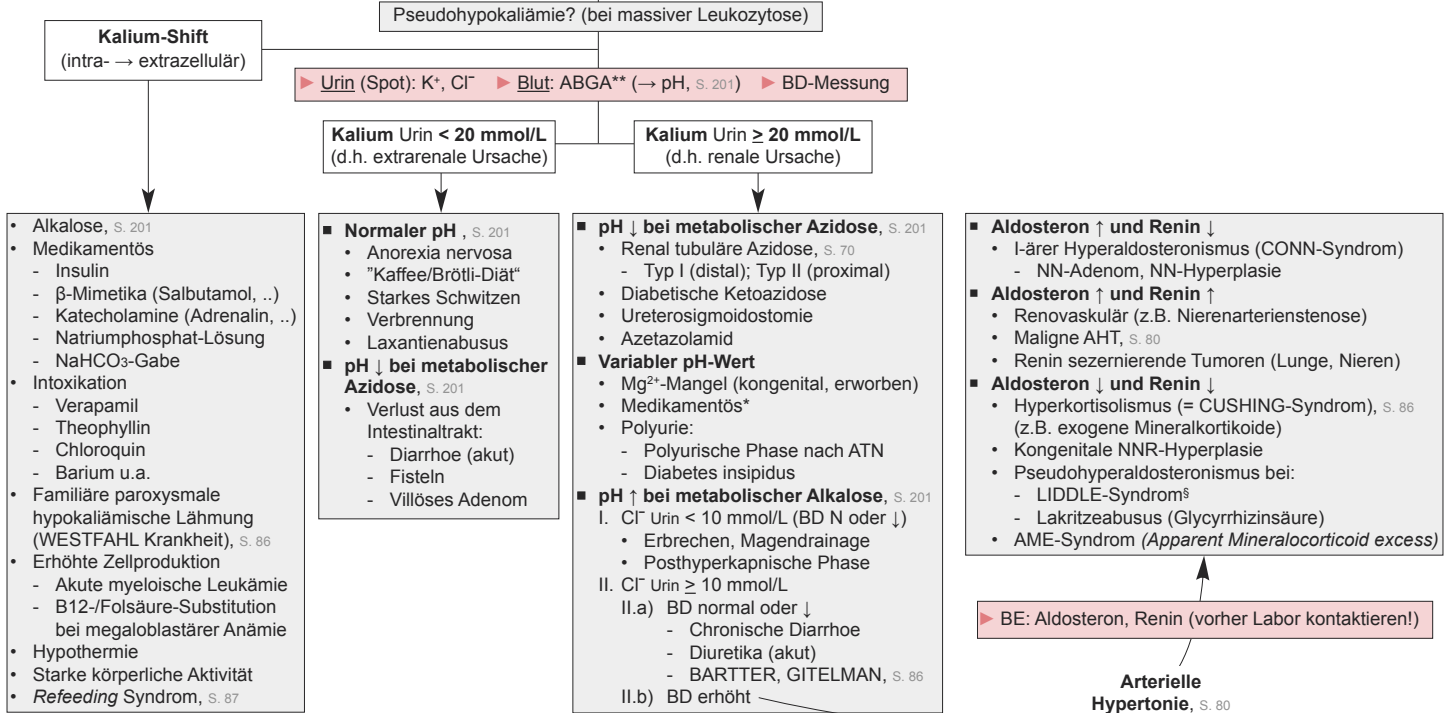 Pseudohypokaliämie? (bei massiver Leukozytose)
Kalium-Shift
(intra- → extrazellulär)
► Urin (Spot): K⁺, Cl⁻ ► Blut: ABGA** (→ pH, S. 201) ► BD-Messung
Kalium Urin < 20 mmol/L
(d.h. extrarenale Ursache)
Kalium Urin ≥ 20 mmol/L
(d.h. renale Ursache)
• Alkalose, S. 201
• Medikamentös
- Insulin
- β-Mimetika (Salbutamol, ..)
- Katecholamine (Adrenalin, ..)
- Natriumphosphat-Lösung
- NaHCO₃-Gabe
• Intoxikation
- Verapamil
- Theophyllin
- Chloroquin
- Barium u.a.
• Familiäre paroxysmale
hypokaliämische Lähmung
(WESTFAHL Krankheit), S. 86
• Erhöhte Zellproduktion
- Akute myeloische Leukämie
- B12-/Folsäure-Substitution
bei megaloblastärer Anämie
• Hypothermie
• Starke körperliche Aktivität
• Refeeding Syndrom, S. 87
■ Normaler pH , S. 201
• Anorexia nervosa
• ”Kaffee/Brötli-Diät“
• Starkes Schwitzen
• Verbrennung
• Laxantienabusus
■ pH ↓ bei metabolischer
Azidose, S. 201
• Verlust aus dem
Intestinaltrakt:
- Diarrhoe (akut)
- Fisteln
- Villöses Adenom
■ pH ↓ bei metabolischer Azidose, S. 201
• Renal tubuläre Azidose, S. 70
- Typ I (distal); Typ II (proximal)
• Diabetische Ketoazidose
• Ureterosigmoidostomie
• Azetazolamid
■ Variabler pH-Wert
• Mg²⁺-Mangel (kongenital, erworben)
• Medikamentös*
• Polyurie:
- Polyurische Phase nach ATN
- Diabetes insipidus
■ pH ↑ bei metabolischer Alkalose, S. 201
I. Cl⁻ Urin < 10 mmol/L (BD N oder ↓)
• Erbrechen, Magendrainage
• Posthyperkapnische Phase
II. Cl⁻ Urin ≥ 10 mmol/L
II.a) BD normal oder ↓
- Chronische Diarrhoe
- Diuretika (akut)
- BARTTER, GITELMAN, S. 86
II.b) BD erhöht
■ Aldosteron ↑ und Renin ↓
• I-ärer Hyperaldosteronismus (CONN-Syndrom)
- NN-Adenom, NN-Hyperplasie
■ Aldosteron ↑ und Renin ↑
• Renovaskulär (z.B. Nierenarterienstenose)
• Maligne AHT, S. 80
• Renin sezernierende Tumoren (Lunge, Nieren)
■ Aldosteron ↓ und Renin ↓
• Hyperkortisolismus (= CUSHING-Syndrom), S. 86
(z.B. exogene Mineralkortikoide)
• Kongenitale NNR-Hyperplasie
• Pseudohyperaldosteronismus bei:
- LIDDLE-Syndrom§
- Lakritzeabusus (Glycyrrhizinsäure)
• AME-Syndrom (Apparent Mineralocorticoid excess)
► BE: Aldosteron, Renin (vorher Labor kontaktieren!)
Arterielle
Hypertonie, S. 80